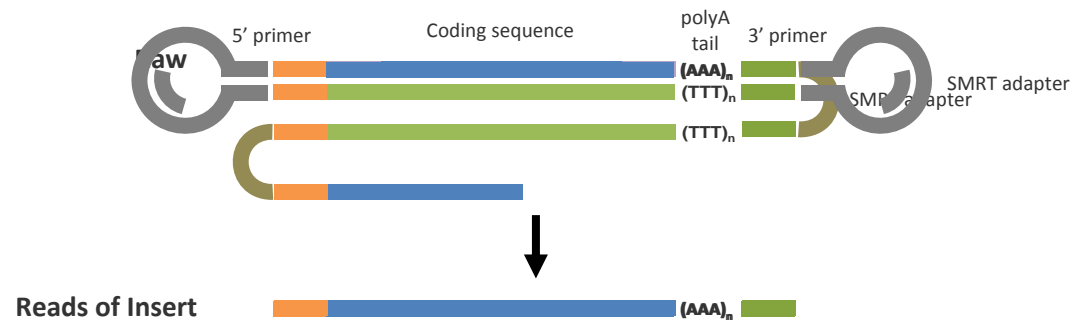 5’ primer
Coding sequence
polyA
tail
3’ primer
(AAA)n
SMRT adapter
(TTT)n
(TTT)n
Reads of Insert
(AAA)n